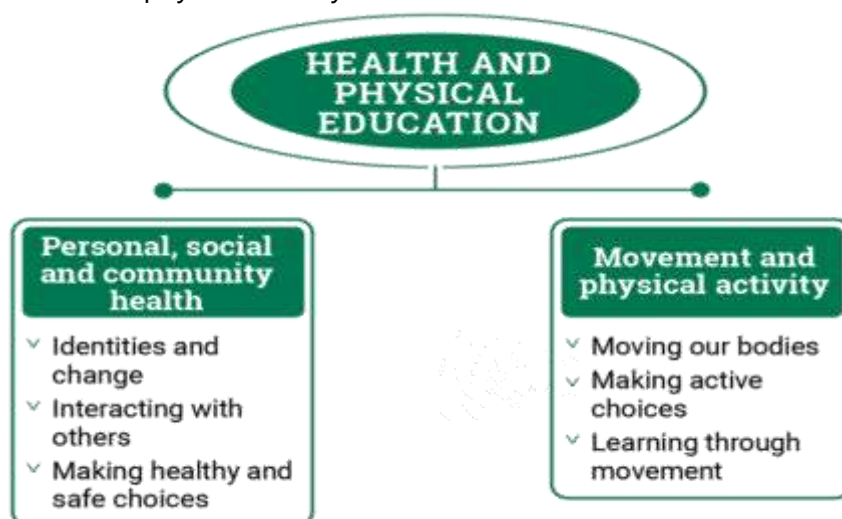 HEALTH AND
PHYSICAL
EDUCATION
Personal, social
and community
health
Identities and
change
Interacting with
others
Making healthy and
safe choices
Movement and
physical activity
Moving our bodies
Making active
choices
Learning through
movement